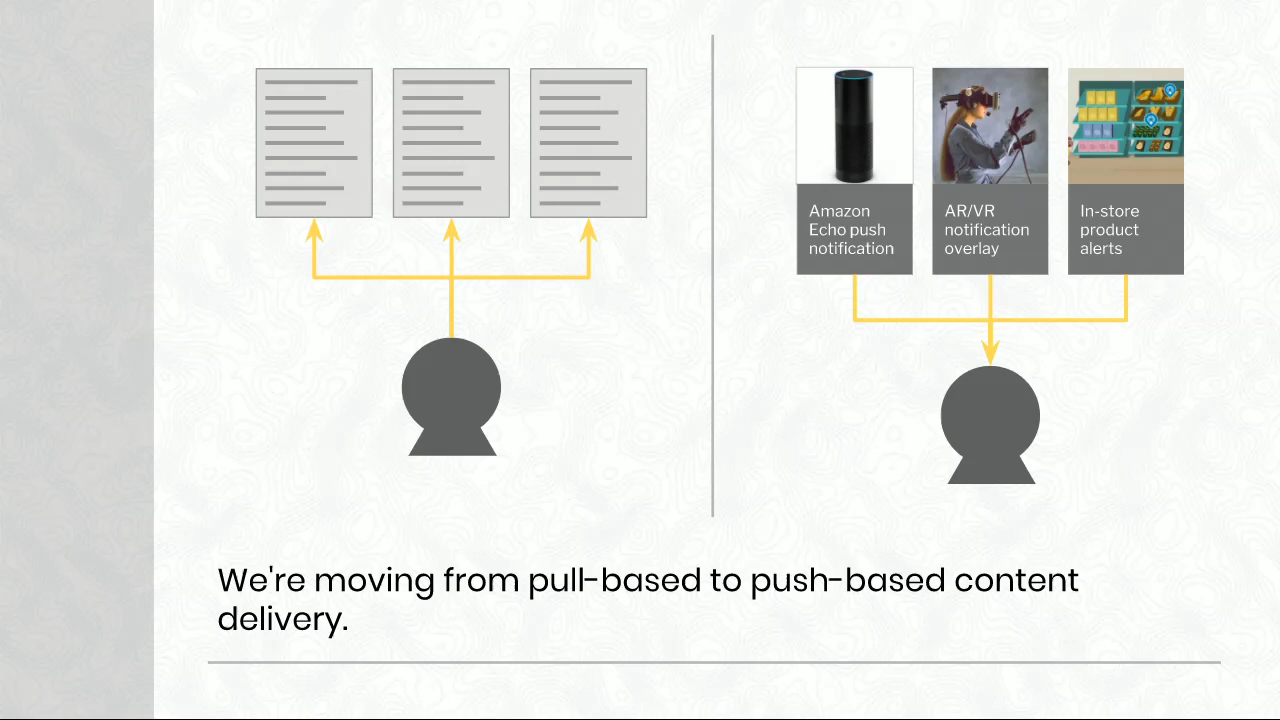 Amazon
Echo push
notification
AR/VR
notification
overlay
In-store
product
alerts
We're moving from pull-based to push-based content
delivery.